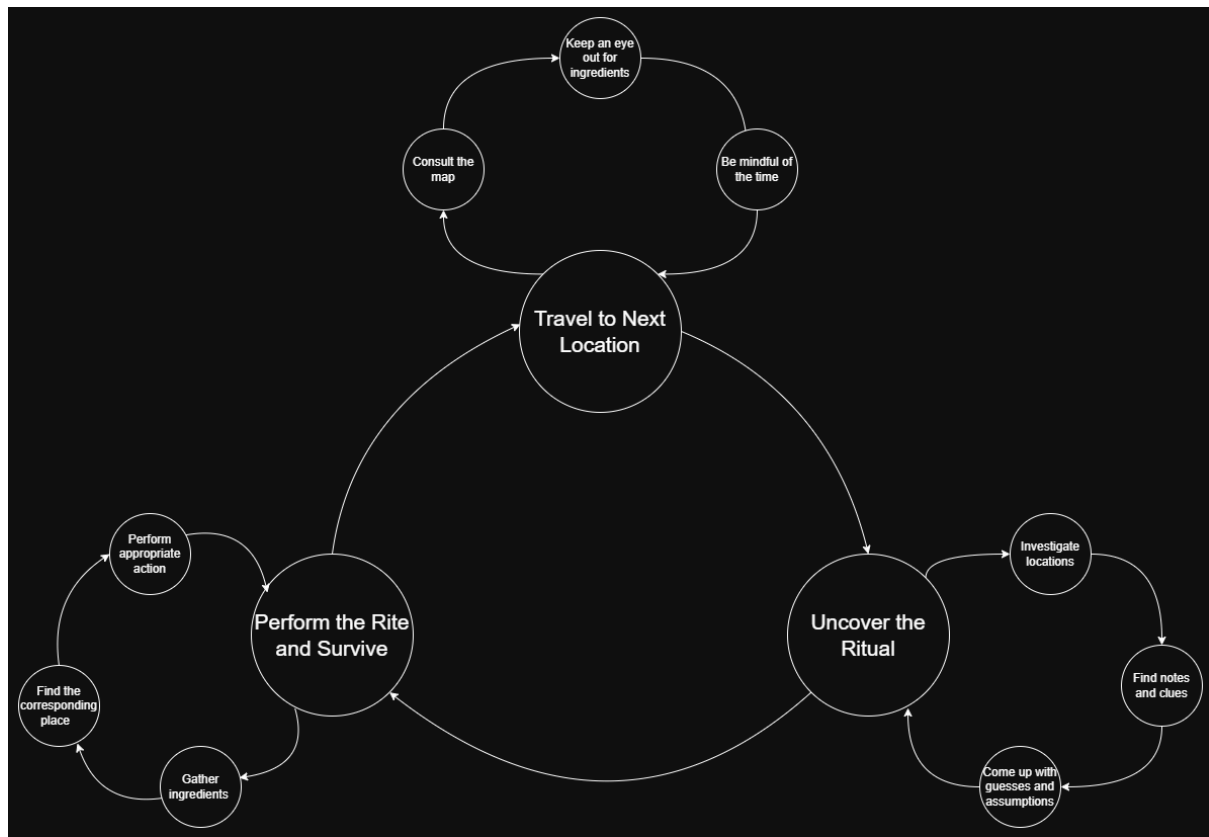 Keep an eye
out for
ingredients
Consult the
map
Be mindful of
the time
Travel to Next
Location
Perform
appropriate
action
Investigate
locations
Perform the Rite
and Survive
Uncover the
Ritual
Find the
corresponding
place
Find notes
and clues
Gather
ingredients
Come up with
guesses and
assumptions